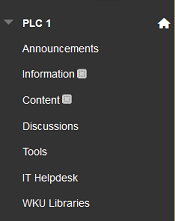 PLC 1
Announcements
Information
Content
Discussions
Tools
IT Helpdesk
WKU Libraries